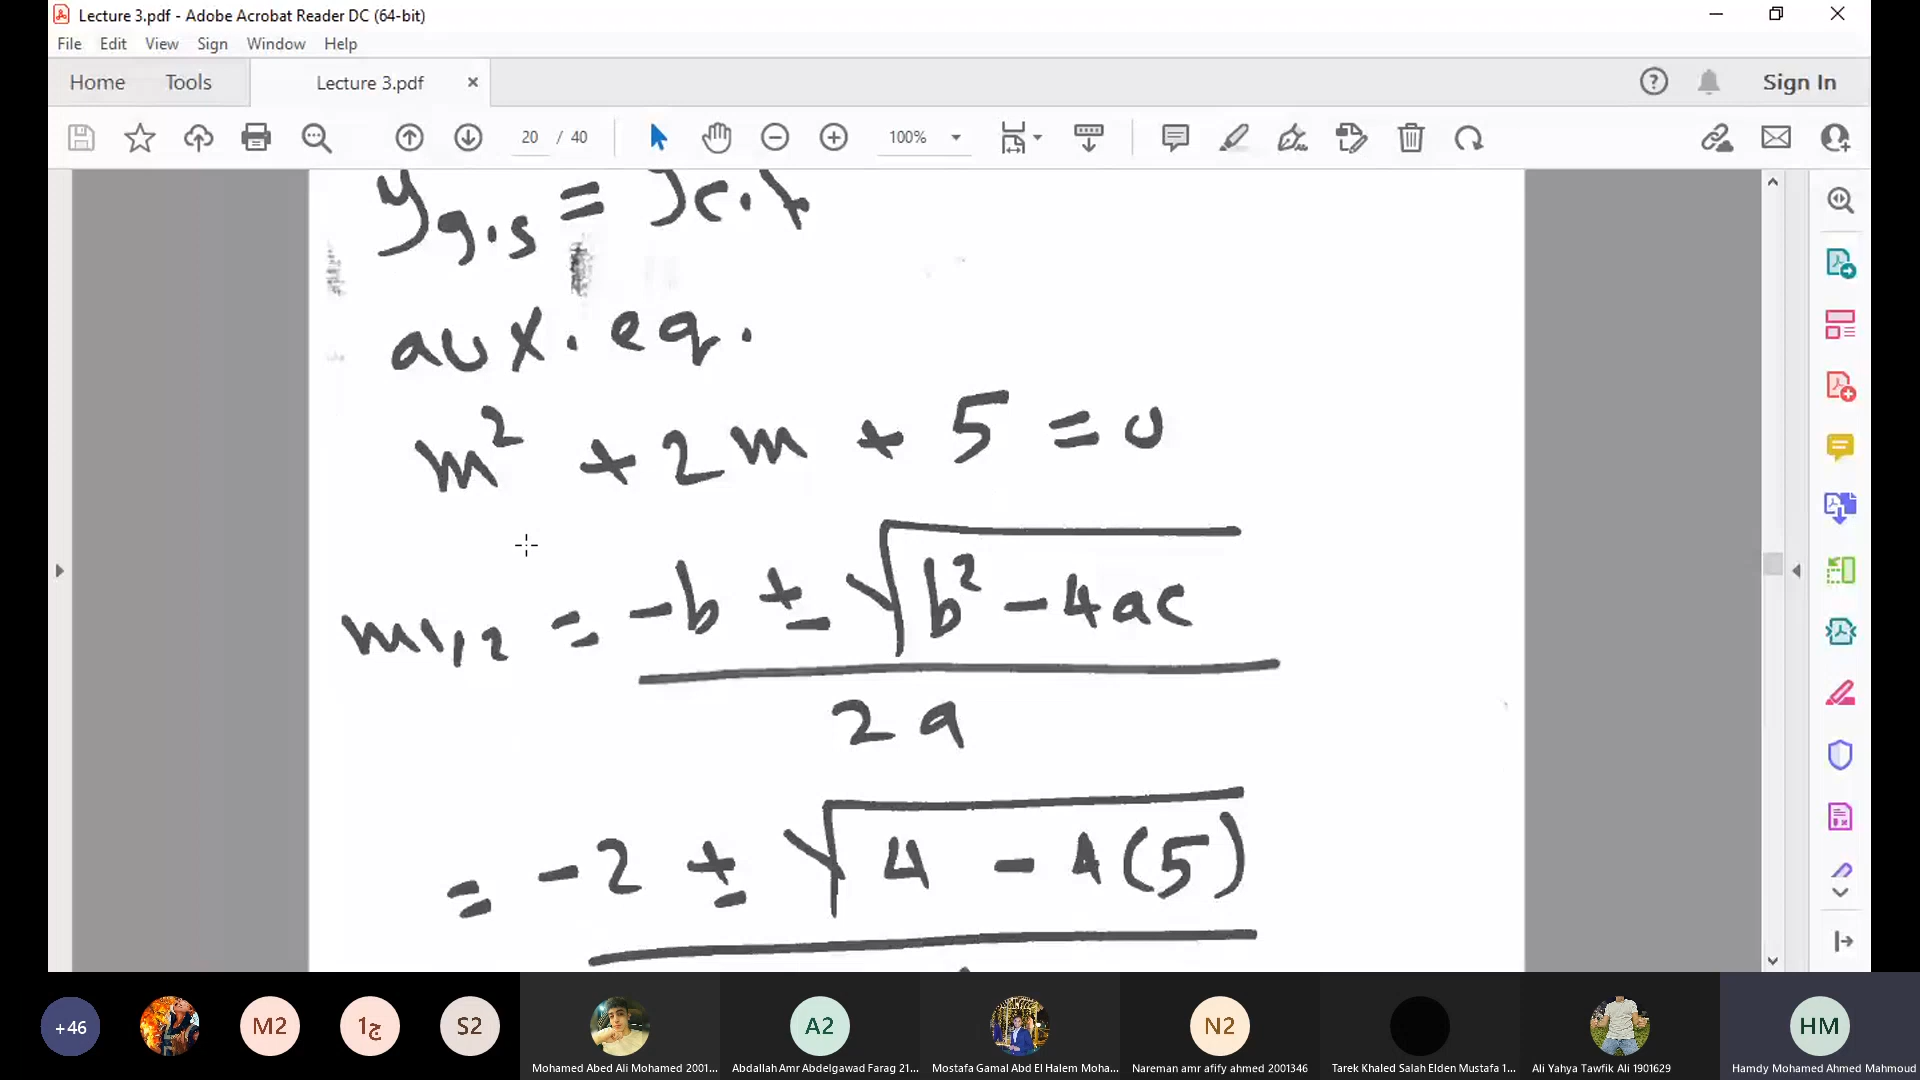 Lecture 3.pdf - Adobe Acrobat Reader DC (64-bit)
File Edit View Sign Window Help
Home Tools Lecture 3.pdf × Sign In
20 / 40 100%
y g.s = yc.f
aux. eq.
m² + 2m + 5 = 0
m1,2 = -b ± √b² - 4ac
2a
= -2 ± √4 - 4(5)
+46 M2 ج1 S2 A2 N2 HM
Mohamed Abed Ali Mohamed 2001... Abdallah Amr Abdelgawad Farag 21... Mostafa Gamal Abd El Halem Moha... Nareman amr afify ahmed 2001346 Tarek Khaled Salah Elden Mustafa 1... Ali Yahya Tawfik Ali 1901629 Hamdy Mohamed Ahmed Mahmoud